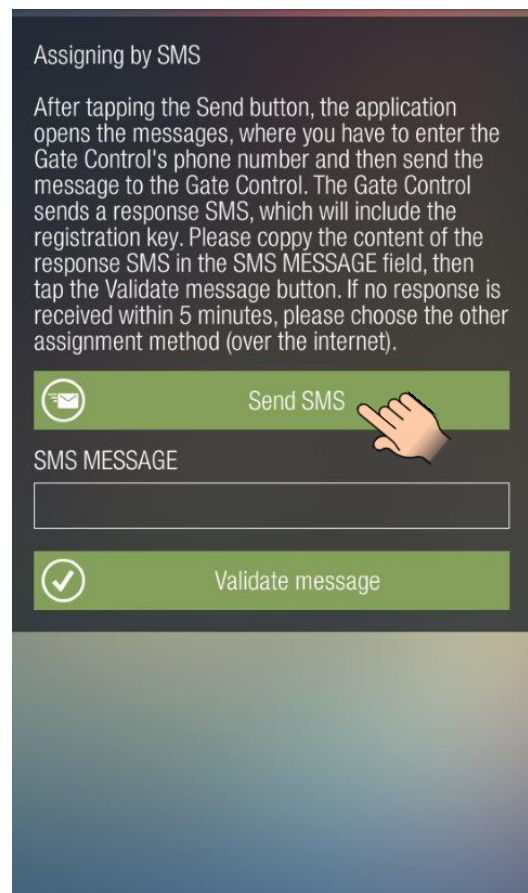 Assigning by SMS
After tapping the Send button, the application
opens the messages, where you have to enter the
Gate Control's phone number and then send the
message to the Gate Control. The Gate Control
sends a response SMS, which will include the
registration key. Please coppy the content of the
response SMS in the SMS MESSAGE field, then
tap the Validate message button. If no response is
received within 5 minutes, please choose the other
assignment method (over the internet).
Send SMS
SMS MESSAGE
Validate message